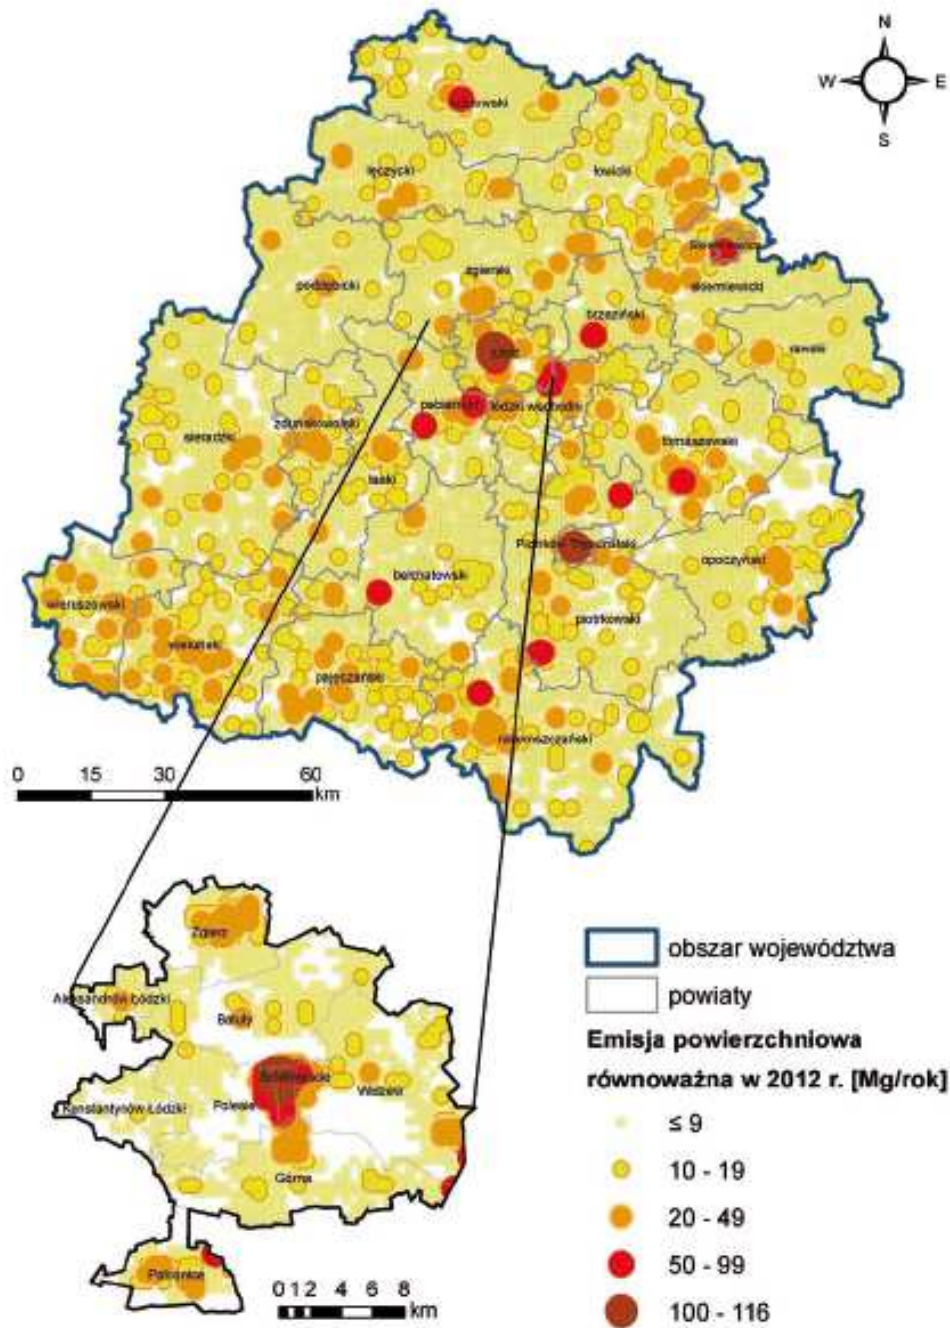 N
W E
S
łęczycki
łowicki
zgierski
poddębicki
skierniewicki
brzeziński
rawski
pabianicki
łódzki wschodni
sieradzki
zduńskowolski
tomaszowski
łaski
Piotrków Trybunalski
opoczyński
bełchatowski
wieruszowski
piotrkowski
wieluński
pajęczański
radomszczański
0 15 30 60
km
Zgierz
Aleksandrów Łódzki
Bałuty
Śródmieście
Polesie
Widzew
Konstantynów Łódzki
Górna
Pabianice
0 1 2 4 6 8
km
obszar województwa
powiaty
Emisja powierzchniowa
równoważna w 2012 r. [Mg/rok]
≤ 9
10 - 19
20 - 49
50 - 99
100 - 116